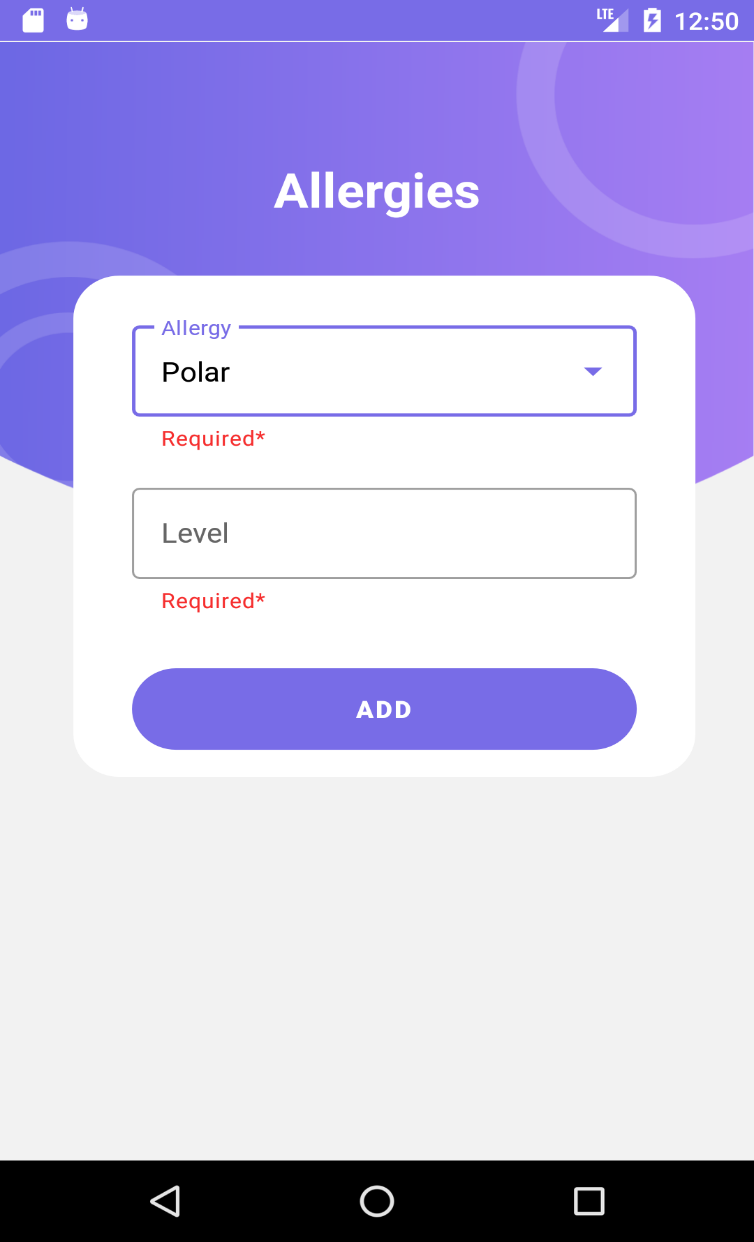 LTE 12:50
Allergies
Allergy
Polar
Required*
Level
Required*
ADD